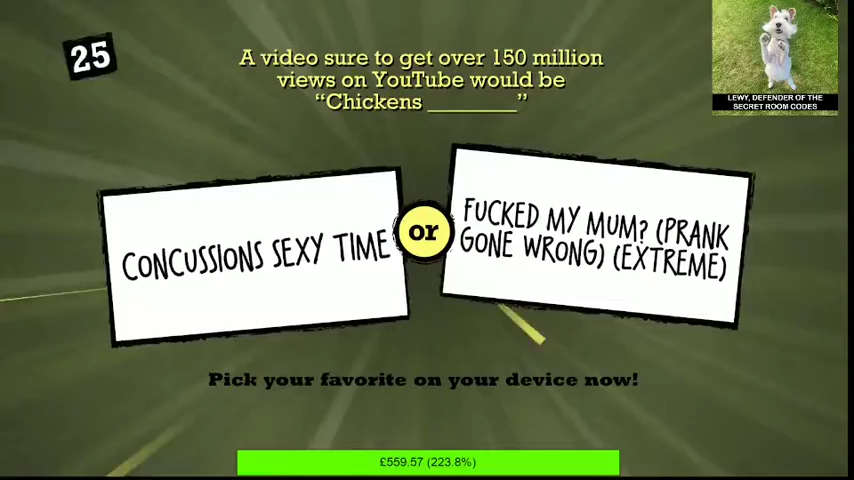 25
A video sure to get over 150 million
views on YouTube would be
“Chickens ________”
LEWY, DEFENDER OF THE
SECRET ROOM CODES
CONCUSSIONS SEXY TIME
or
FUCKED MY MUM? (PRANK
GONE WRONG) (EXTREME)
Pick your favorite on your device now!
£559.57 (223.8%)